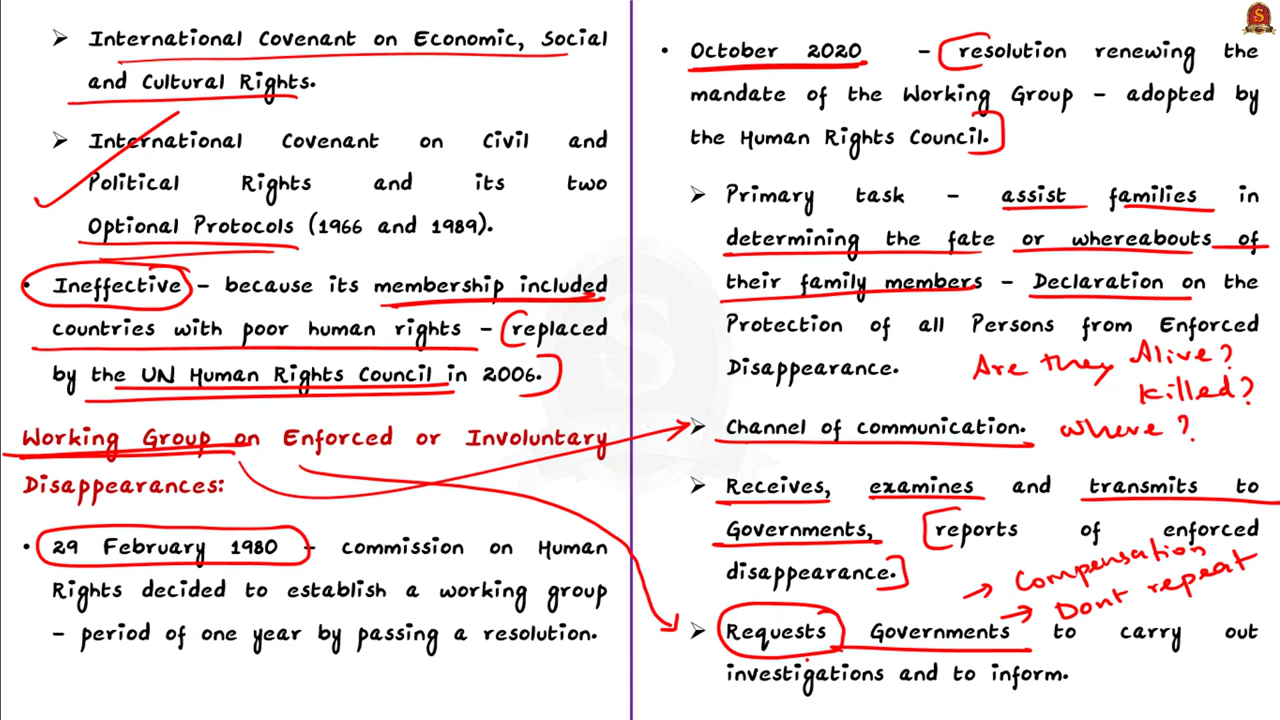 ➤ International Covenant on Economic, Social
and Cultural Rights.
➤ International Covenant on Civil and
Political Rights and its two
Optional Protocols (1966 and 1989).
• Ineffective – because its membership included
countries with poor human rights – replaced
by the UN Human Rights Council in 2006.
Working Group on Enforced or Involuntary
Disappearances:
• 29 February 1980 – commission on Human
Rights decided to establish a working group
– period of one year by passing a resolution.
• October 2020 – resolution renewing the
mandate of the Working Group – adopted by
the Human Rights Council.
➤ Primary task – assist families in
determining the fate or whereabouts of
their family members – Declaration on the
Protection of all Persons from Enforced
Disappearance.
Are they Alive?
Killed?
➤ Channel of communication.
Where?
➤ Receives, examines and transmits to
Governments, reports of enforced
disappearance.
→ Compensation
→ Dont repeat
➤ Requests Governments to carry out
investigations and to inform.
S